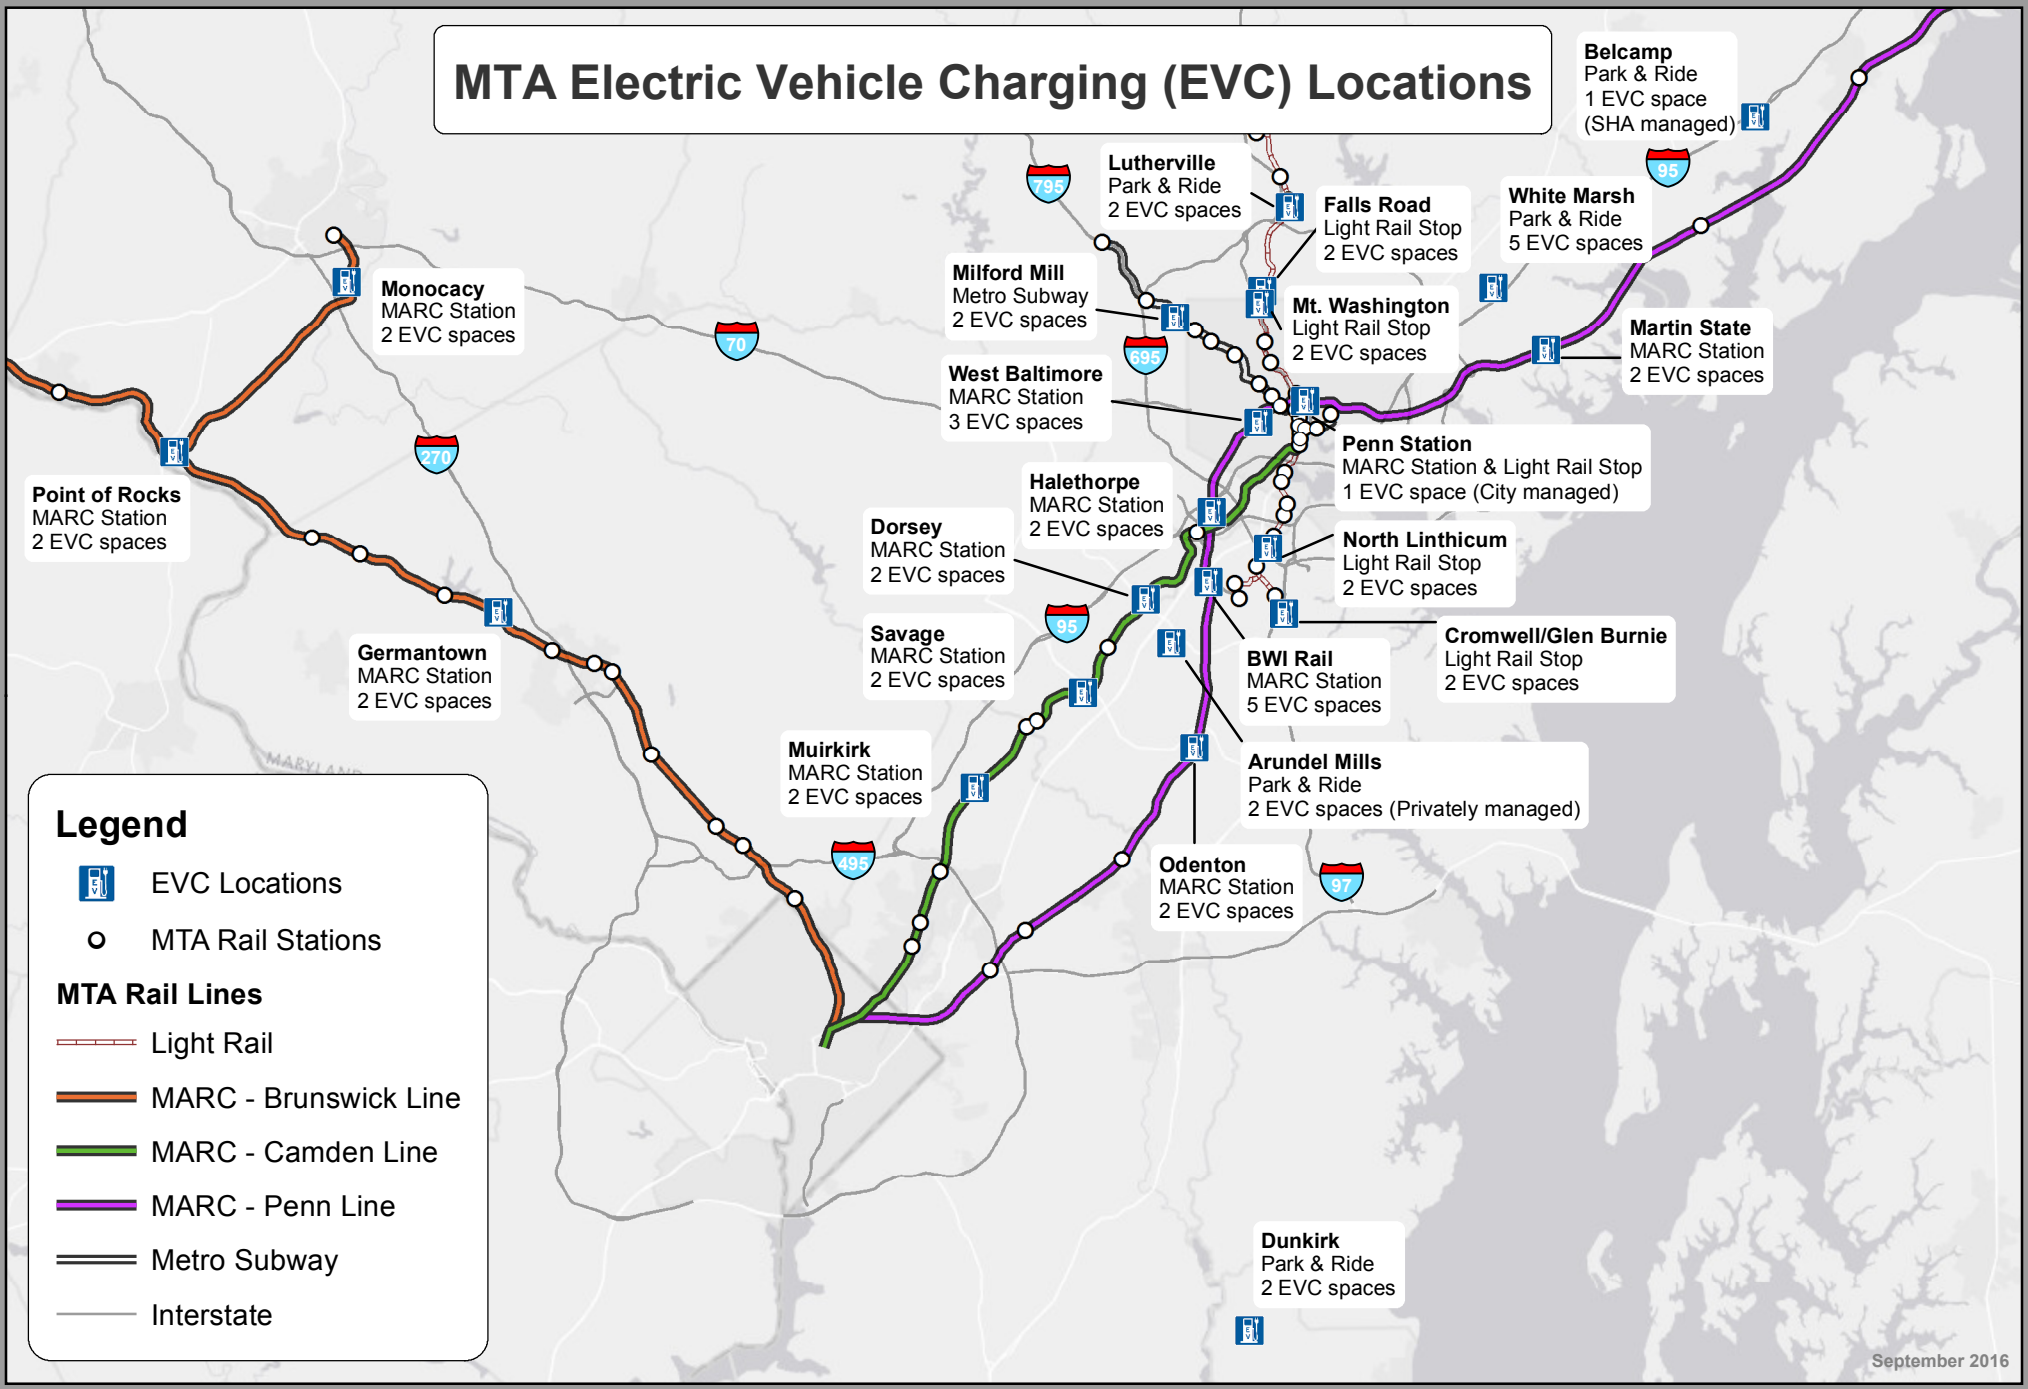 MTA Electric Vehicle Charging (EVC) Locations
Belcamp
Park & Ride
1 EVC space
(SHA managed)
95
Lutherville
Park & Ride
2 EVC spaces
795
Falls Road
Light Rail Stop
2 EVC spaces
White Marsh
Park & Ride
5 EVC spaces
Monocacy
MARC Station
2 EVC spaces
Milford Mill
Metro Subway
2 EVC spaces
Mt. Washington
Light Rail Stop
2 EVC spaces
Martin State
MARC Station
2 EVC spaces
70
695
West Baltimore
MARC Station
3 EVC spaces
270
Penn Station
MARC Station & Light Rail Stop
1 EVC space (City managed)
Point of Rocks
MARC Station
2 EVC spaces
Halethorpe
MARC Station
2 EVC spaces
Dorsey
MARC Station
2 EVC spaces
North Linthicum
Light Rail Stop
2 EVC spaces
95
Savage
MARC Station
2 EVC spaces
Cromwell/Glen Burnie
Light Rail Stop
2 EVC spaces
Germantown
MARC Station
2 EVC spaces
BWI Rail
MARC Station
5 EVC spaces
Muirkirk
MARC Station
2 EVC spaces
Arundel Mills
Park & Ride
2 EVC spaces (Privately managed)
495
Odenton
MARC Station
2 EVC spaces
97
MARYLAND
Legend
EV
EVC Locations
MTA Rail Stations
MTA Rail Lines
Light Rail
MARC - Brunswick Line
MARC - Camden Line
MARC - Penn Line
Metro Subway
Interstate
Dunkirk
Park & Ride
2 EVC spaces
September 2016